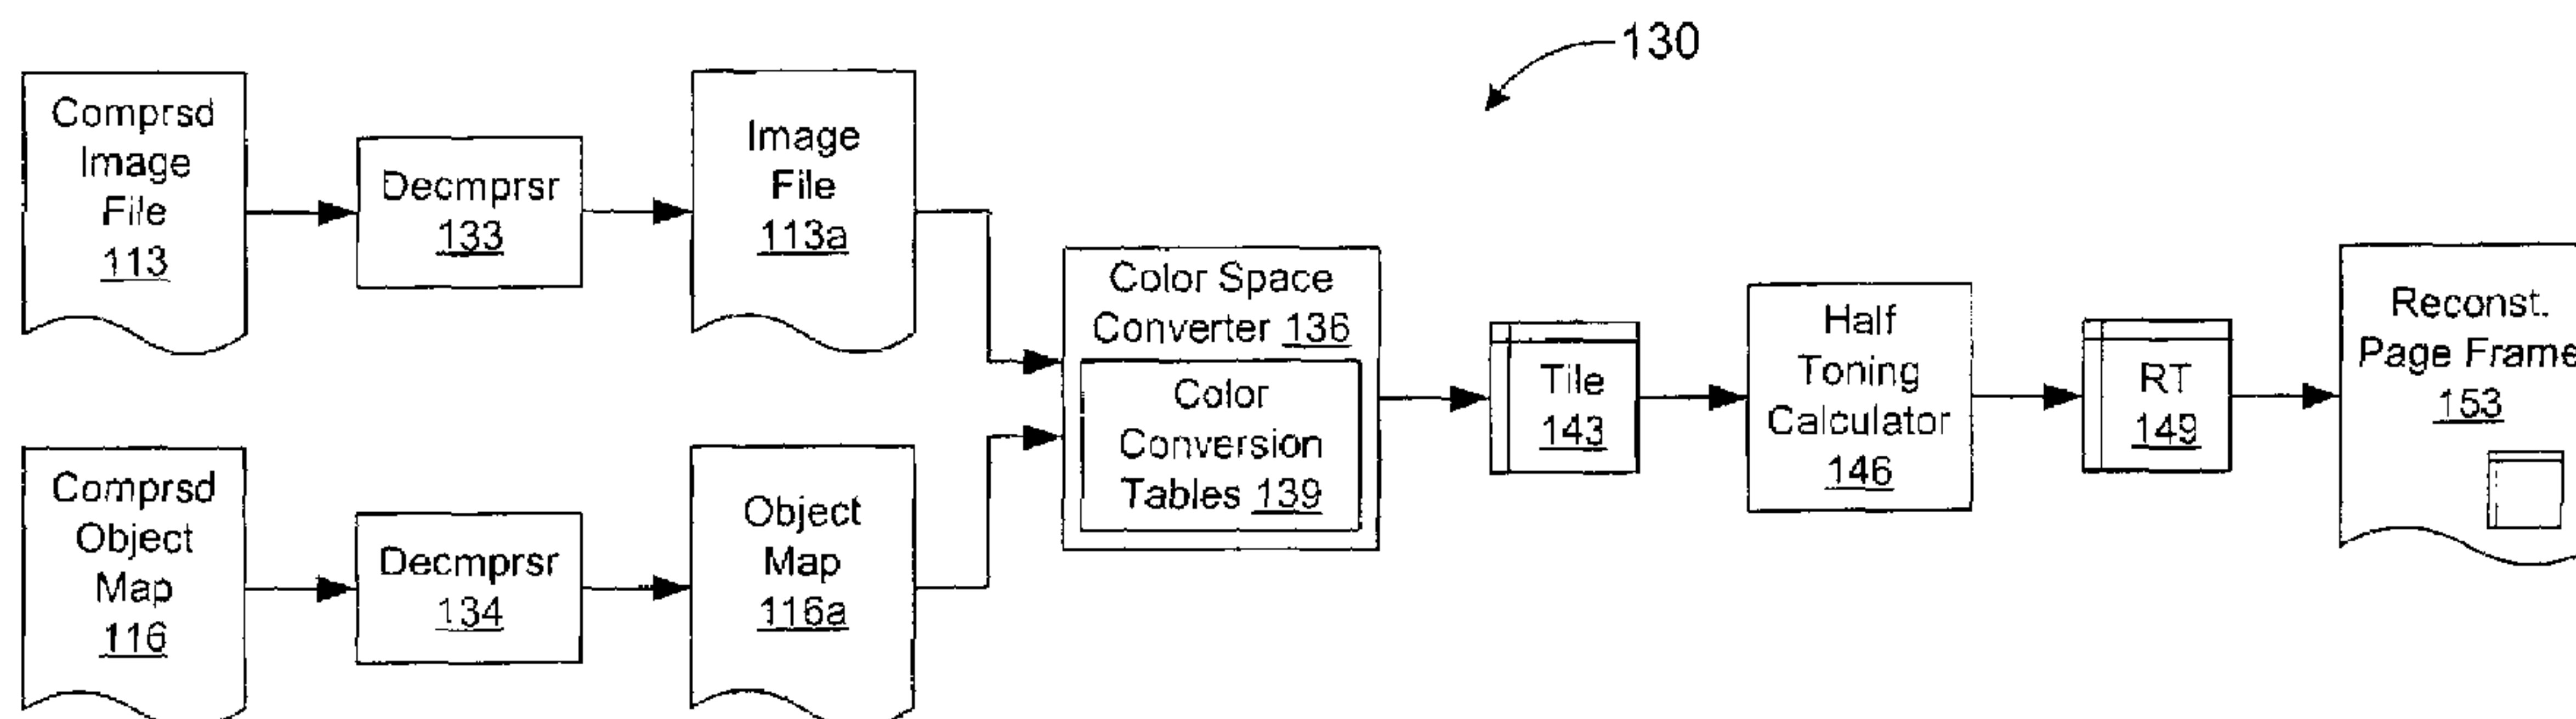 130
Comprsd
Image
File
113
Decmprsr
133
Image
File
113a
Comprsd
Object
Map
116
Decmprsr
134
Object
Map
116a
Color Space
Converter 136
Color
Conversion
Tables 139
Tile
143
Half
Toning
Calculator
146
RT
149
Reconst.
Page Frame
153